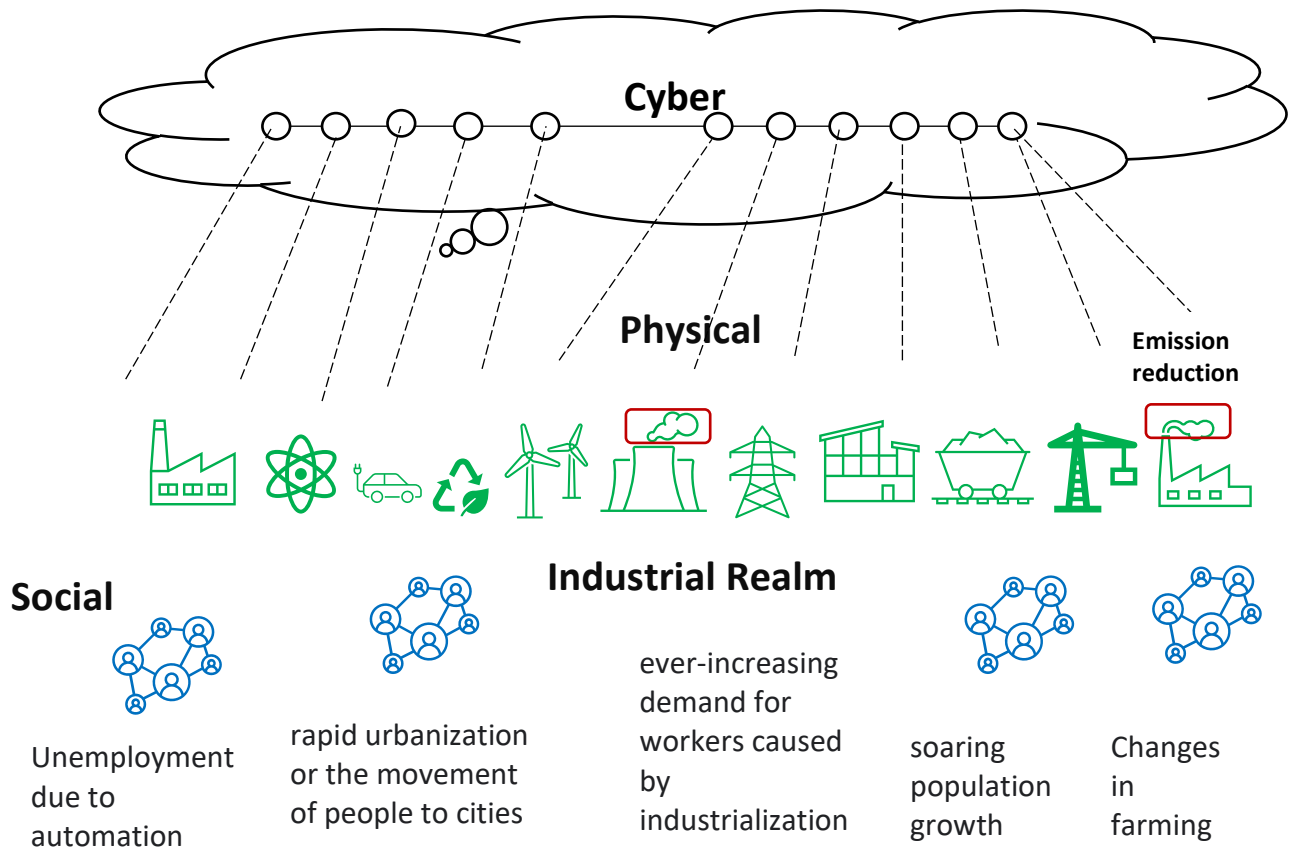 Cyber
Physical
Emission
reduction
Industrial Realm
Social
Unemployment
due to
automation
rapid urbanization
or the movement
of people to cities
ever-increasing
demand for
workers caused
by
industrialization
soaring
population
growth
Changes
in
farming